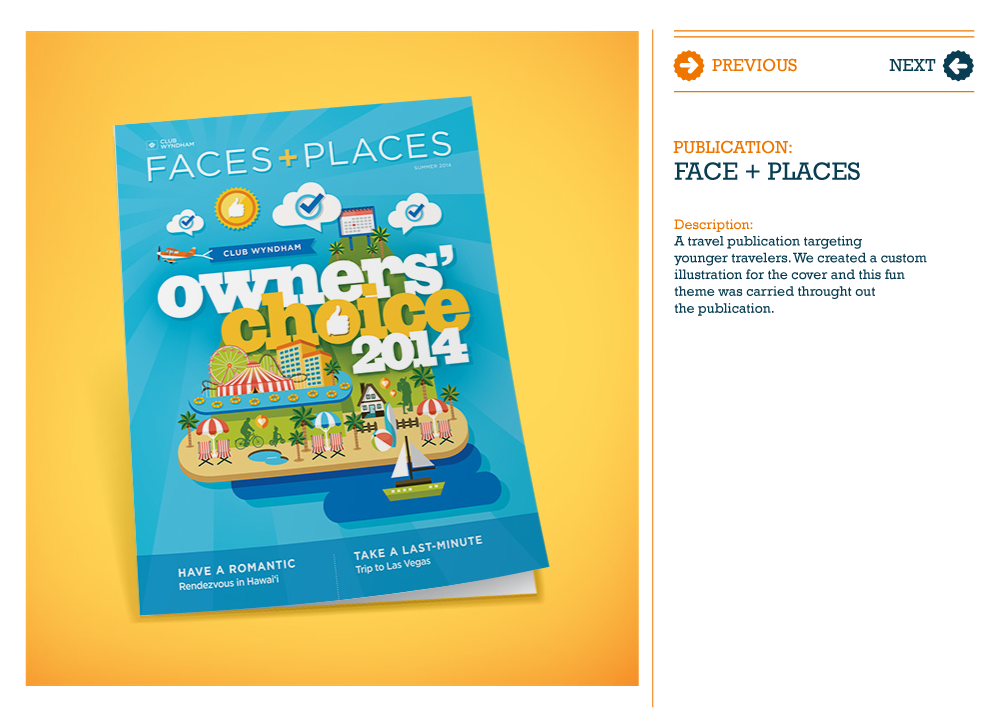 CLUB
WYNDHAM
FACES+PLACES
SUMMER 2014
CLUB WYNDHAM
owners'
choice
2014
HAVE A ROMANTIC
Rendezvous in Hawai'i
TAKE A LAST-MINUTE
Trip to Las Vegas
PREVIOUS
NEXT
PUBLICATION:
FACE + PLACES
Description:
A travel publication targeting
younger travelers. We created a custom
illustration for the cover and this fun
theme was carried throught out
the publication.